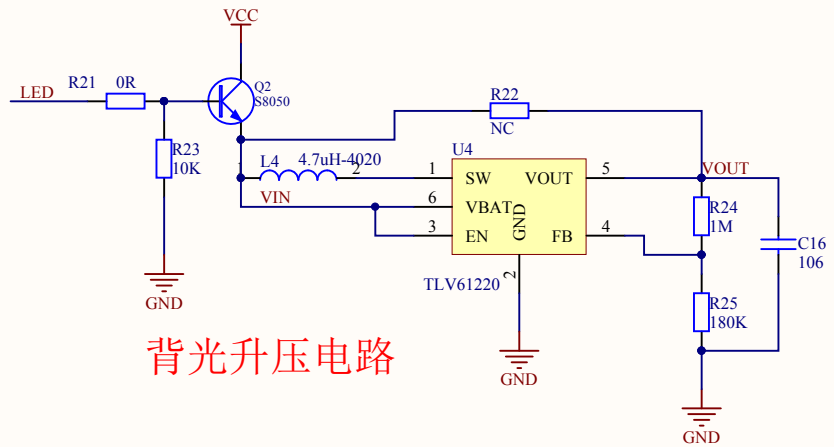 VCC
R21 0R
LED
Q2
S8050
R22
NC
R23
10K
1
L4
4.7uH-4020
2
VIN
U4
1
SW
VOUT
5
VOUT
6
VBAT
3
EN
GND
FB
4
2
TLV61220
R24
1M
C16
106
R25
180K
GND
背光升压电路
GND
GND